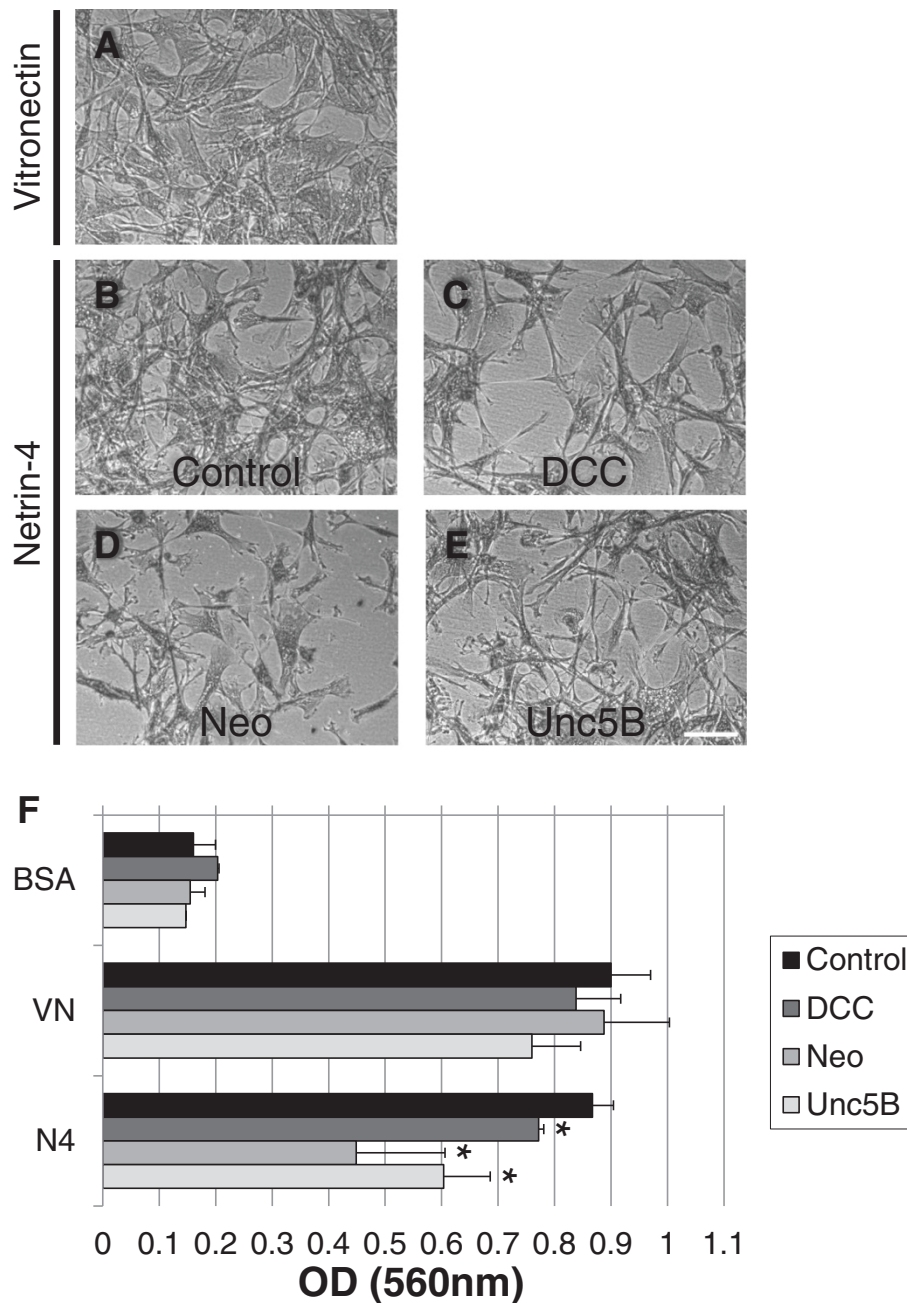 Vitronectin
A
Netrin-4
B
Control
C
DCC
D
Neo
E
Unc5B
F
BSA
VN
N4
*
*
*
0 0.1 0.2 0.3 0.4 0.5 0.6 0.7 0.8 0.9 1 1.1
OD (560nm)
Control
DCC
Neo
Unc5B